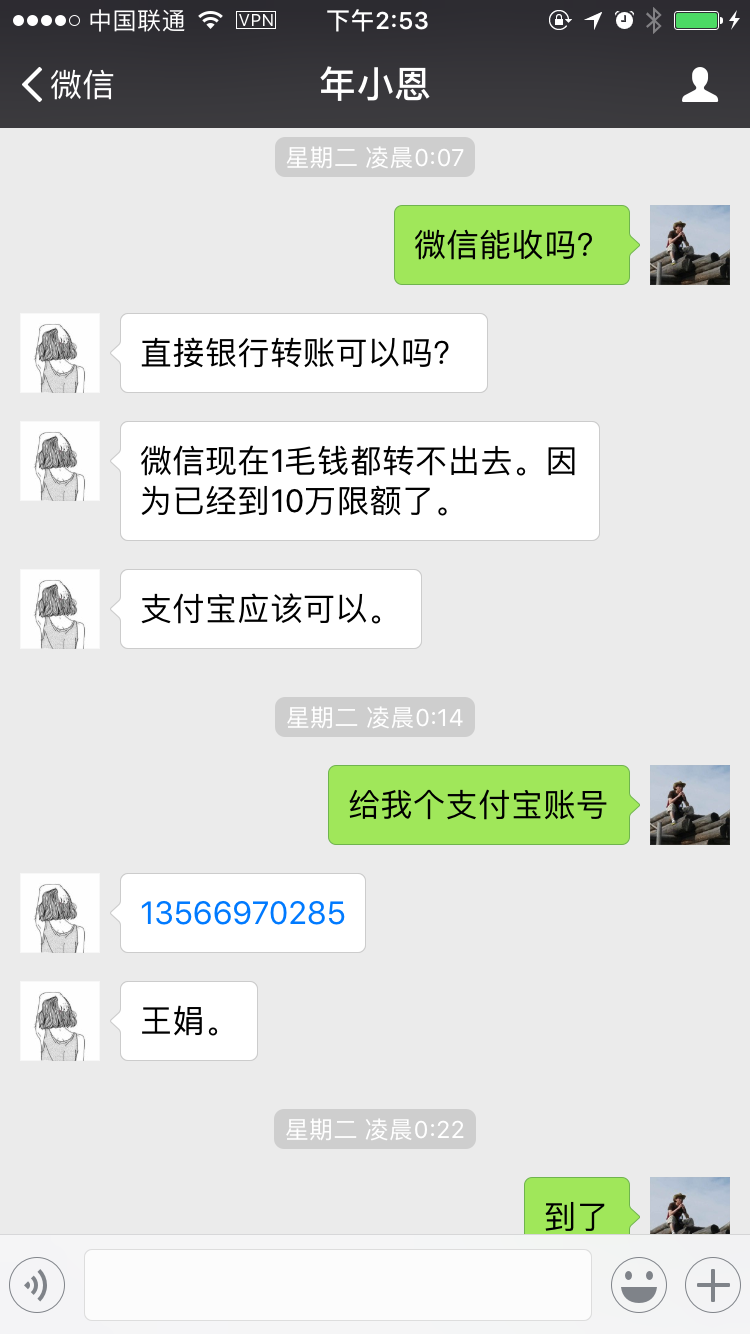 中国联通 VPN 下午2:53
微信 年小恩
星期二 凌晨0:07
微信能收吗?
直接银行转账可以吗?
微信现在1毛钱都转不出去。因
为已经到10万限额了。
支付宝应该可以。
星期二 凌晨0:14
给我个支付宝账号
13566970285
王娟。
星期二 凌晨0:22
到了